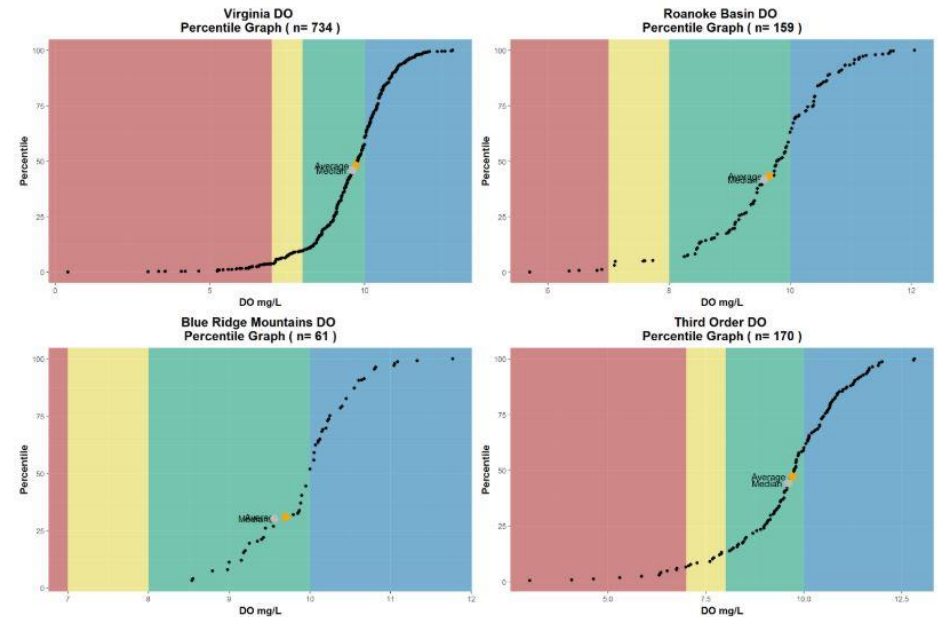 Virginia DO
Percentile Graph ( n= 734 )
Percentile
100
75
50
25
0
Average
Median
0
5
10
DO mg/L
Roanoke Basin DO
Percentile Graph ( n= 159 )
Percentile
100
75
50
25
0
Average
Median
6
8
10
12
DO mg/L
Blue Ridge Mountains DO
Percentile Graph ( n= 61 )
Percentile
100
75
50
25
0
Average
Median
7
8
9
10
11
12
DO mg/L
Third Order DO
Percentile Graph ( n= 170 )
Percentile
100
75
50
25
0
Average
Median
5.0
7.5
10.0
12.5
DO mg/L